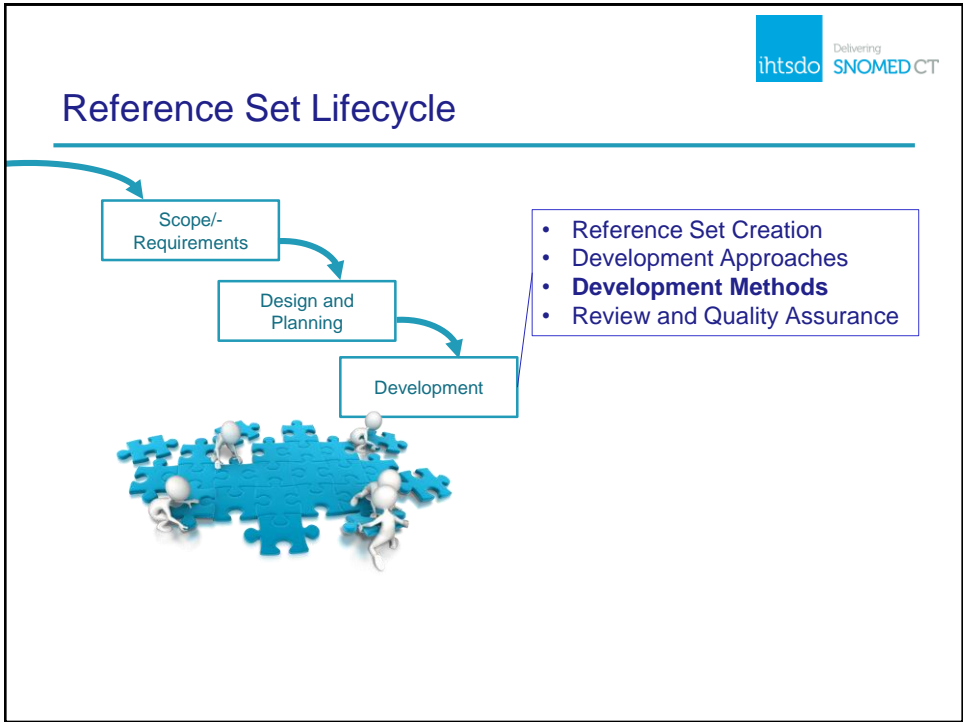 ihtsdo
Delivering
SNOMED CT
Reference Set Lifecycle
Scope/-
Requirements
Design and
Planning
Development
• Reference Set Creation
• Development Approaches
• Development Methods
• Review and Quality Assurance